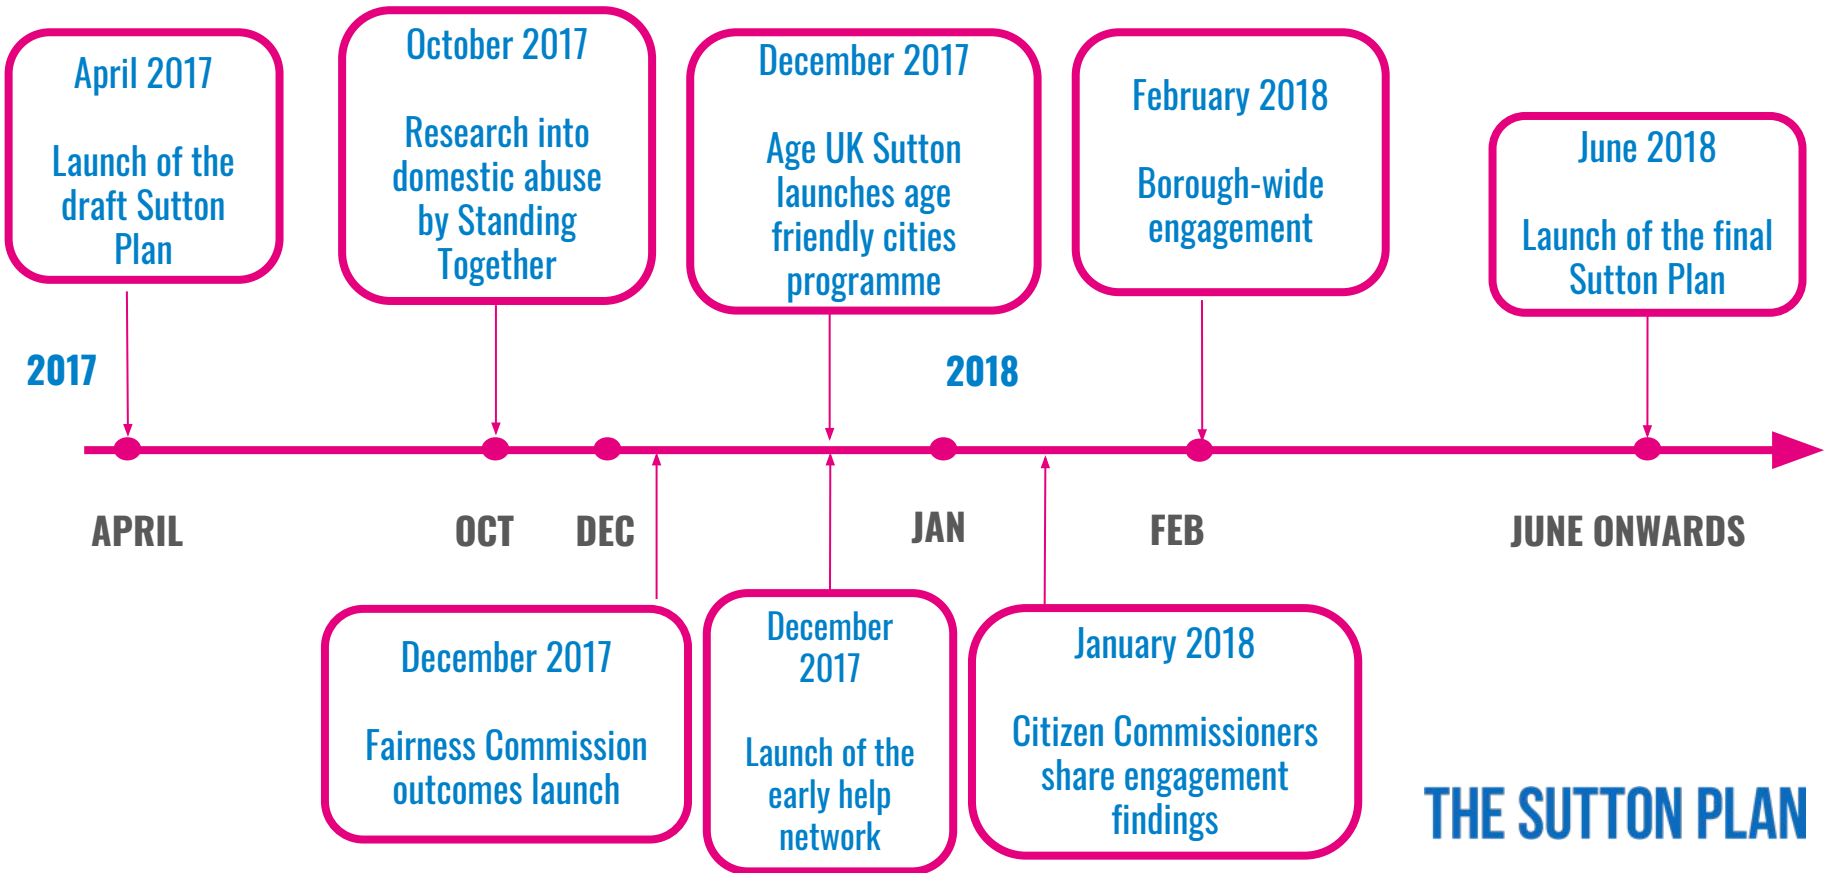 April 2017
Launch of the
draft Sutton
Plan
October 2017
Research into
domestic abuse
by Standing
Together
December 2017
Age UK Sutton
launches age
friendly cities
programme
February 2018
Borough-wide
engagement
June 2018
Launch of the final
Sutton Plan
2017
2018
APRIL
OCT
DEC
JAN
FEB
JUNE ONWARDS
December 2017
Fairness Commission
outcomes launch
December
2017
Launch of the
early help
network
January 2018
Citizen Commissioners
share engagement
findings
THE SUTTON PLAN